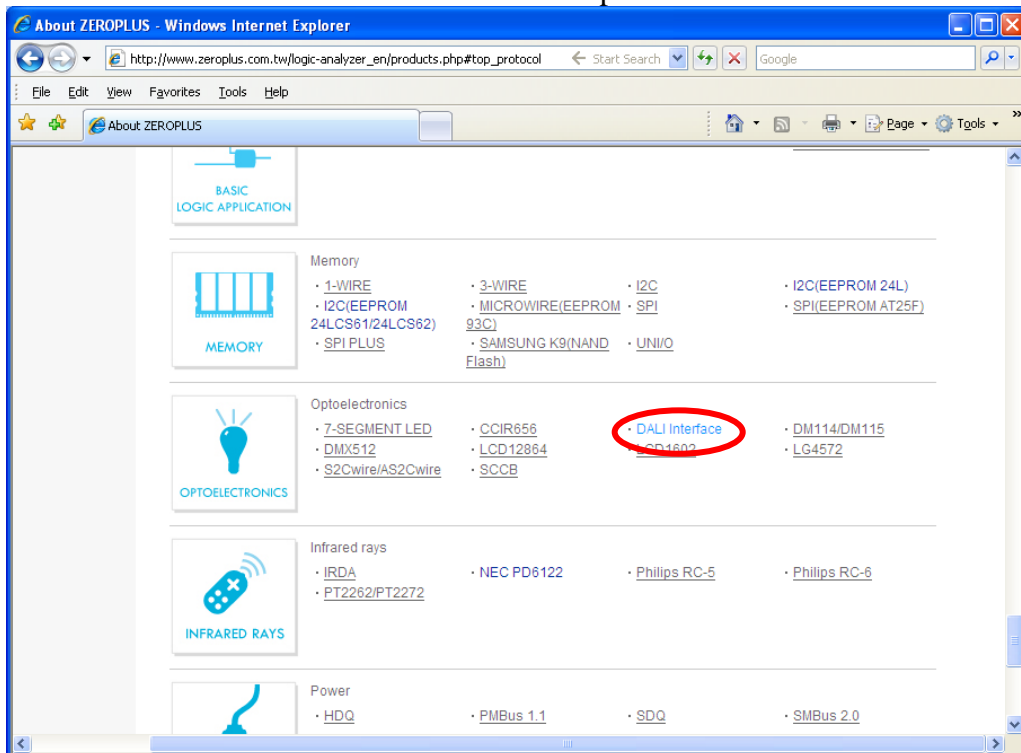 About ZEROPLUS - Windows Internet Explorer
http://www.zeroplus.com.tw/logic-analyzer_en/products.php#top_protocol
Start Search
Google
File Edit View Favorites Tools Help
About ZEROPLUS
Page Tools
BASIC
LOGIC APPLICATION
MEMORY
Memory
· 1-WIRE · 3-WIRE · I2C · I2C(EEPROM 24L)
· I2C(EEPROM · MICROWIRE(EEPROM · SPI · SPI(EEPROM AT25F)
24LCS61/24LCS62) 93C)
· SPI PLUS · SAMSUNG K9(NAND · UNI/O
Flash)
OPTOELECTRONICS
Optoelectronics
· 7-SEGMENT LED · CCIR656 · DALI Interface · DM114/DM115
· DMX512 · LCD12864 · LCD1602 · LG4572
· S2Cwire/AS2Cwire · SCCB
INFRARED RAYS
Infrared rays
· IRDA · NEC PD6122 · Philips RC-5 · Philips RC-6
· PT2262/PT2272
Power
· HDQ · PMBus 1.1 · SDQ · SMBus 2.0